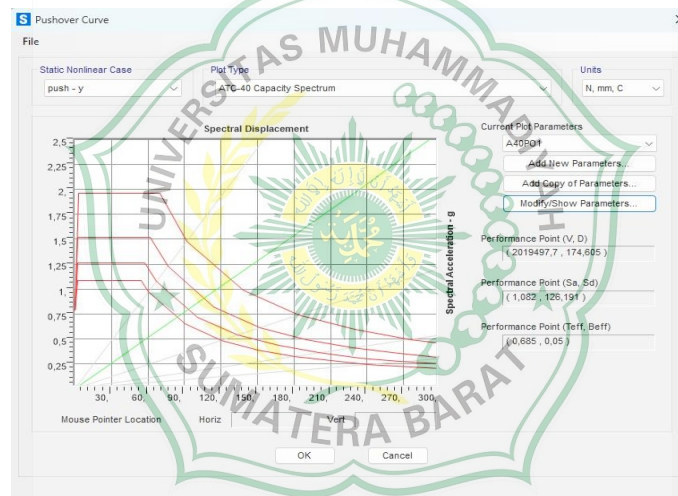 S Pushover Curve
File
Static Nonlinear Case
Plot Type
Units
push - y
ATC-40 Capacity Spectrum
N, mm, C
Spectral Displacement
Current Plot Parameters
A40PO1
Add New Parameters...
Add Copy of Parameters...
Modify/Show Parameters...
Performance Point (V, D)
( 2019497,7 , 174,605 )
Performance Point (Sa, Sd)
( 1,082 , 126,191 )
Performance Point (Teff, Beff)
( 0,685 , 0,05 )
Spectral Acceleration - g
2,5
2,25
2,
1,75
1,5
1,25
1,
0,75
0,5
0,25
30, 60, 90, 120, 150, 180, 210, 240, 270, 300,
Mouse Pointer Location
Horiz
Vert
OK
Cancel
UNIVERSITAS MUHAMMADIYAH
SUMATERA BARAT